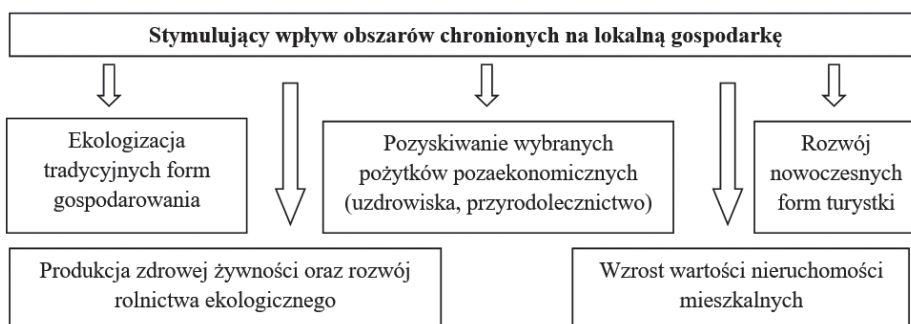 Stymulujący wpływ obszarów chronionych na lokalną gospodarkę
Ekologizacja
tradycyjnych form
gospodarowania
Pozyskiwanie wybranych
pożytków pozaekonomicznych
(uzdrowiska, przyrodolecznictwo)
Rozwój
nowoczesnych
form turystki
Produkcja zdrowej żywności oraz rozwój
rolnictwa ekologicznego
Wzrost wartości nieruchomości
mieszkalnych